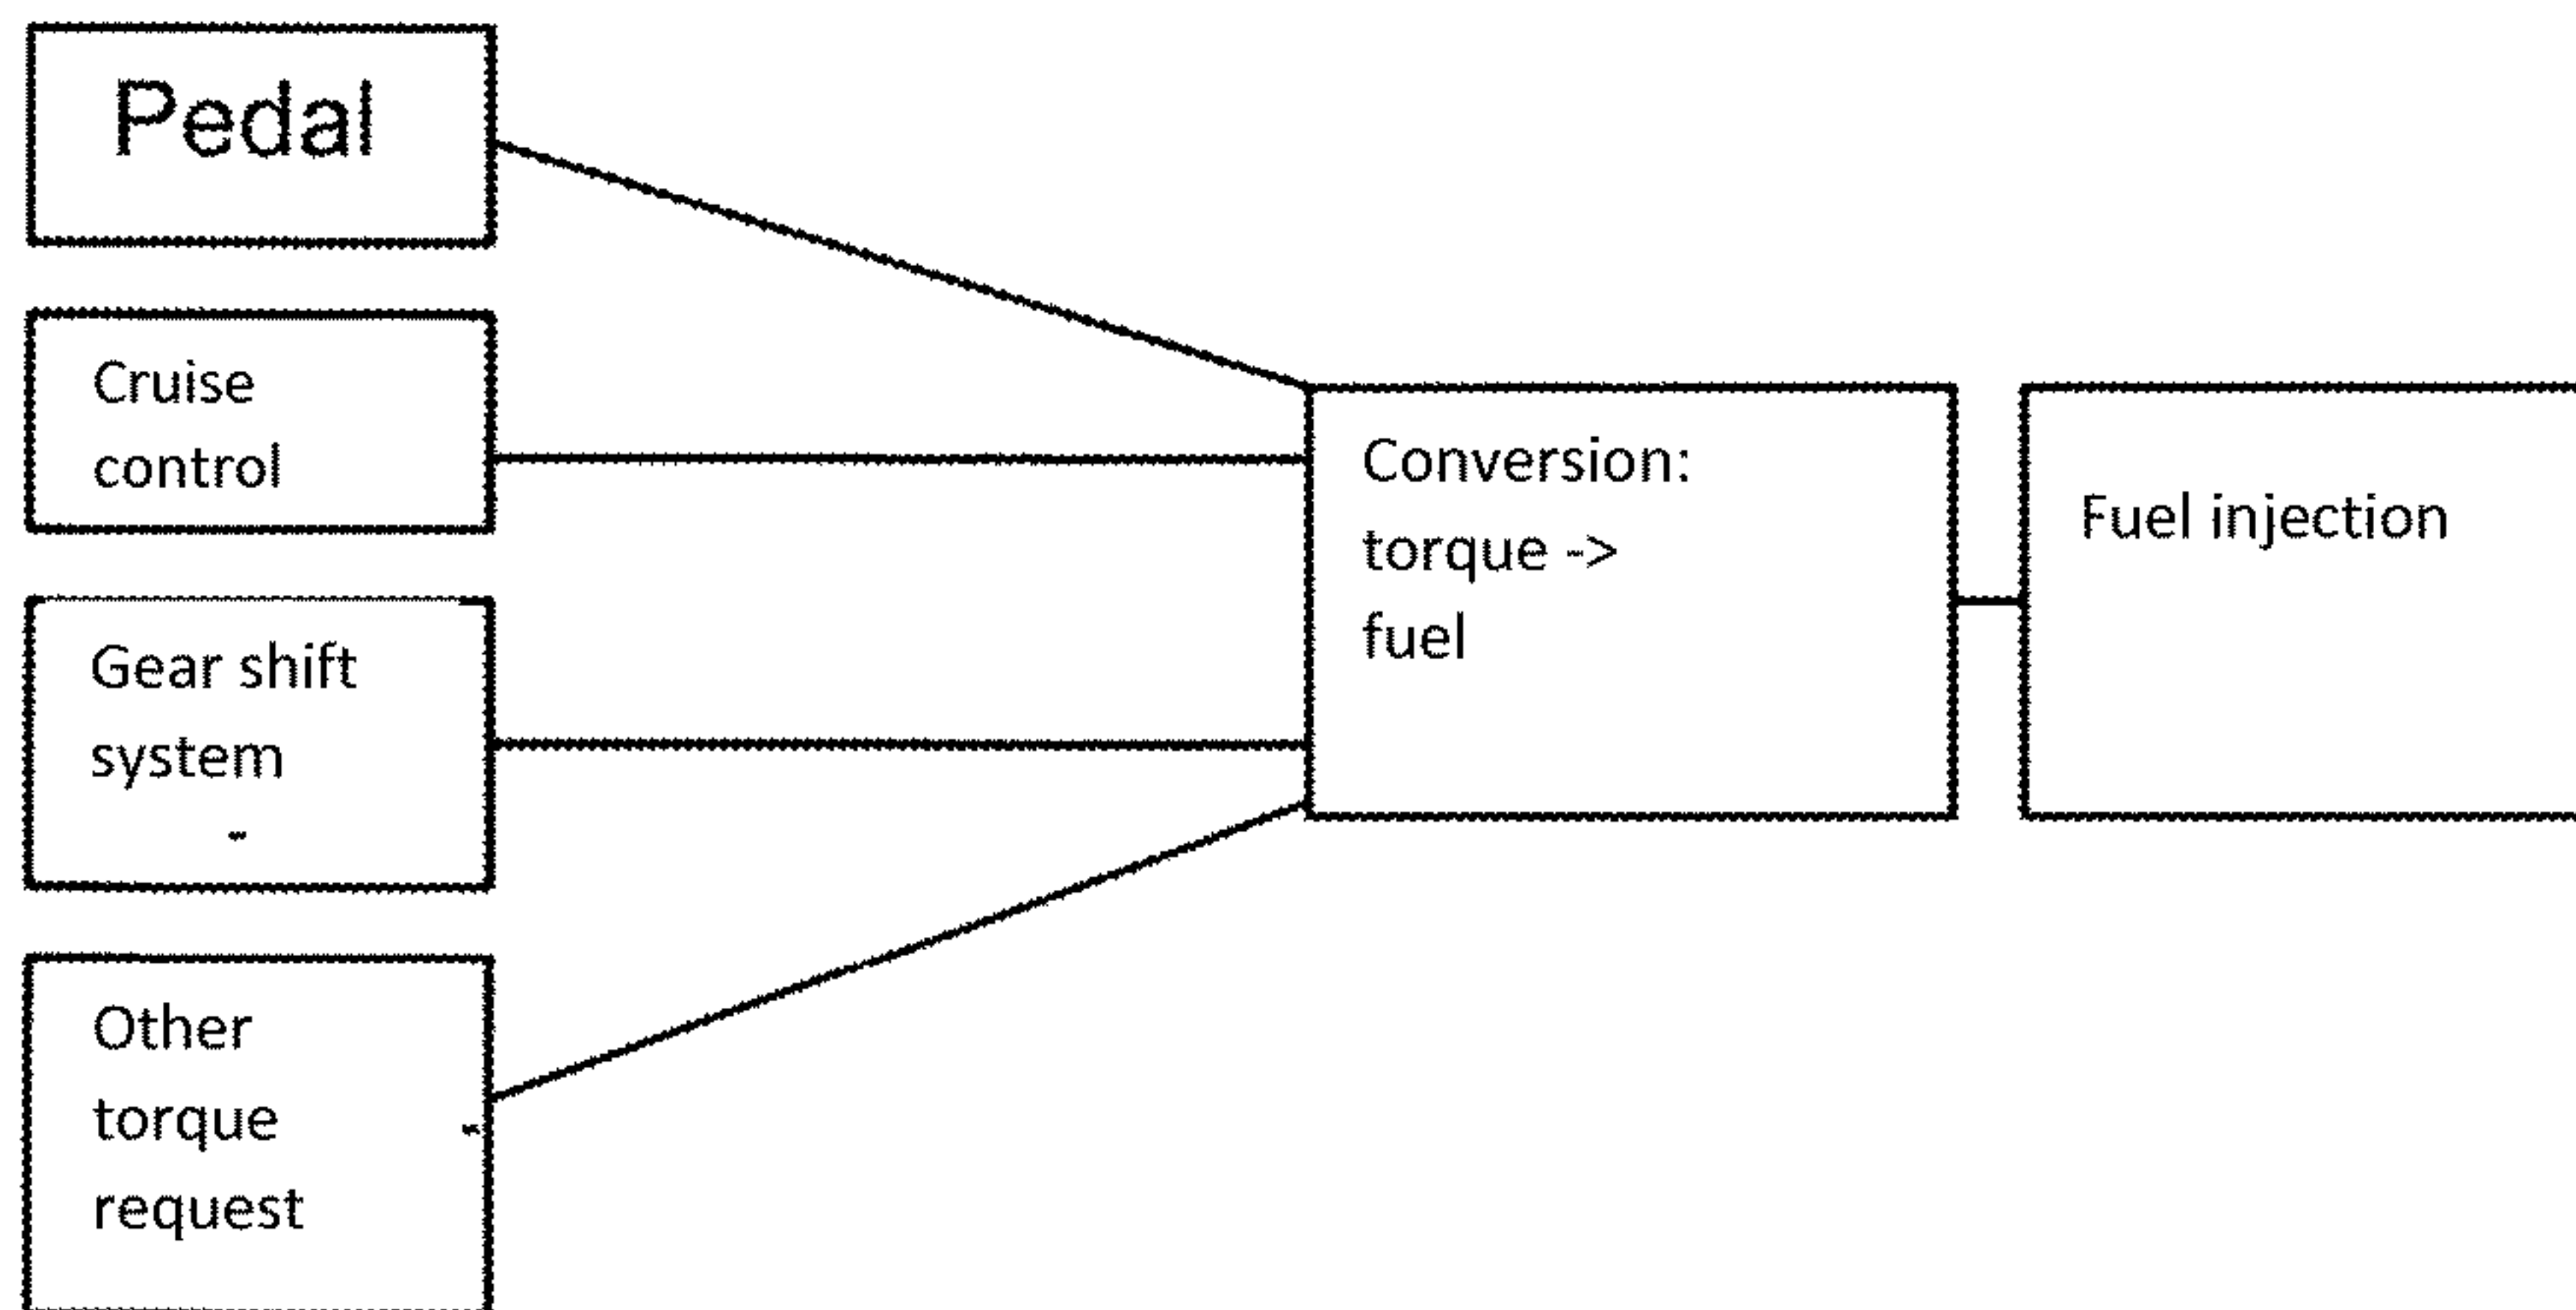 Pedal
Cruise
control
Gear shift
system
Other
torque
request
Conversion:
torque ->
fuel
Fuel injection